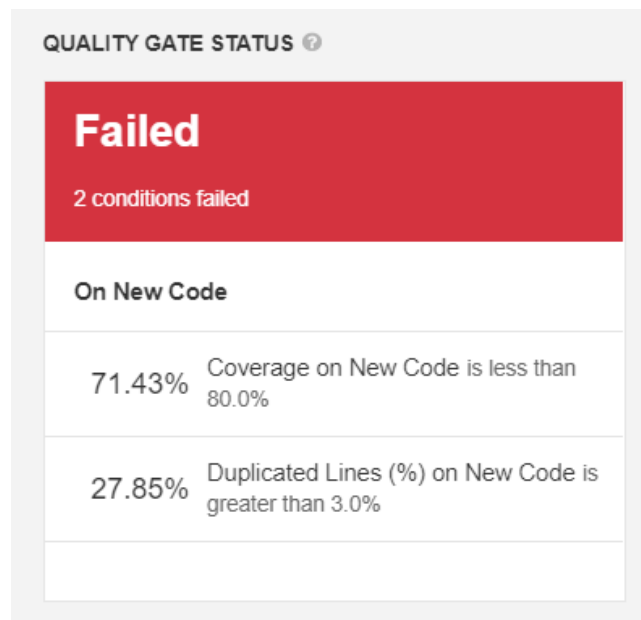 QUALITY GATE STATUS
Failed
2 conditions failed
On New Code
71.43% Coverage on New Code is less than
80.0%
27.85% Duplicated Lines (%) on New Code is
greater than 3.0%